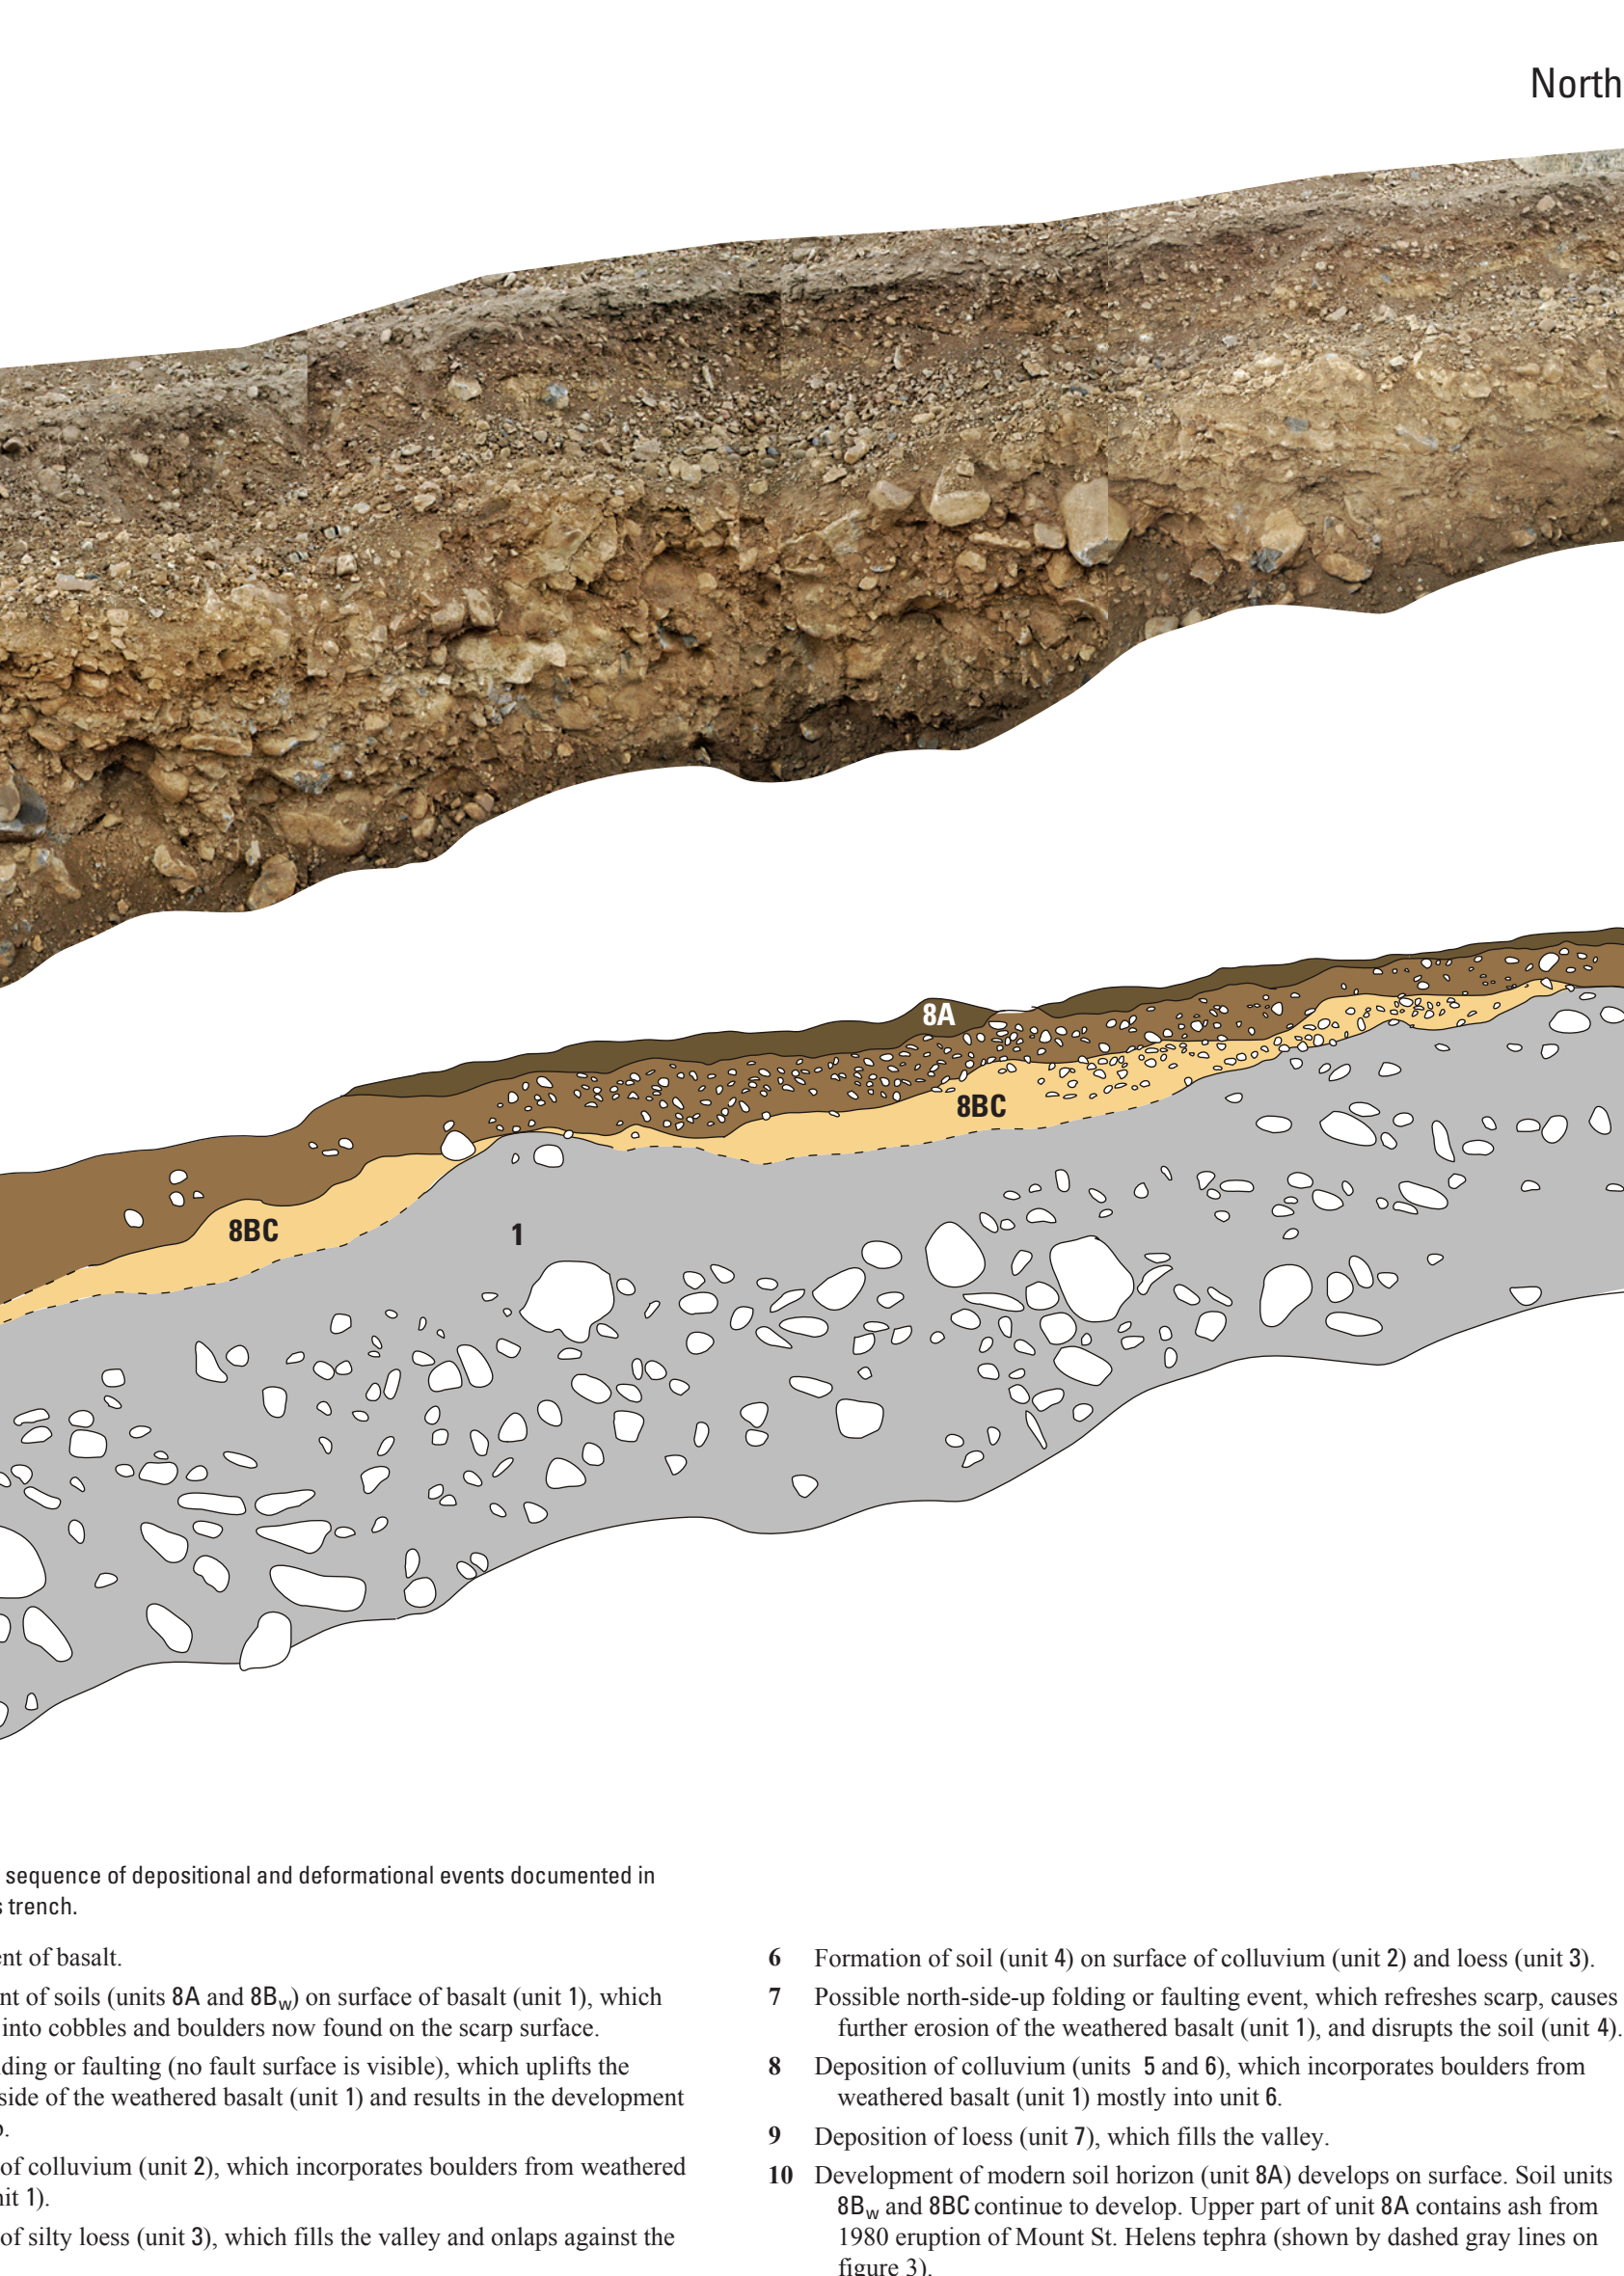 North
8A
8BC
8BC
1
sequence of depositional and deformational events documented in
trench.
of basalt.
of soils (units 8A and 8Bw) on surface of basalt (unit 1), which
into cobbles and boulders now found on the scarp surface.
or faulting (no fault surface is visible), which uplifts the
side of the weathered basalt (unit 1) and results in the development
of colluvium (unit 2), which incorporates boulders from weathered
1).
of silty loess (unit 3), which fills the valley and onlaps against the
6 Formation of soil (unit 4) on surface of colluvium (unit 2) and loess (unit 3).
7 Possible north-side-up folding or faulting event, which refreshes scarp, causes
further erosion of the weathered basalt (unit 1), and disrupts the soil (unit 4).
8 Deposition of colluvium (units 5 and 6), which incorporates boulders from
weathered basalt (unit 1) mostly into unit 6.
9 Deposition of loess (unit 7), which fills the valley.
10 Development of modern soil horizon (unit 8A) develops on surface. Soil units
8Bw and 8BC continue to develop. Upper part of unit 8A contains ash from
1980 eruption of Mount St. Helens tephra (shown by dashed gray lines on
figure 3).